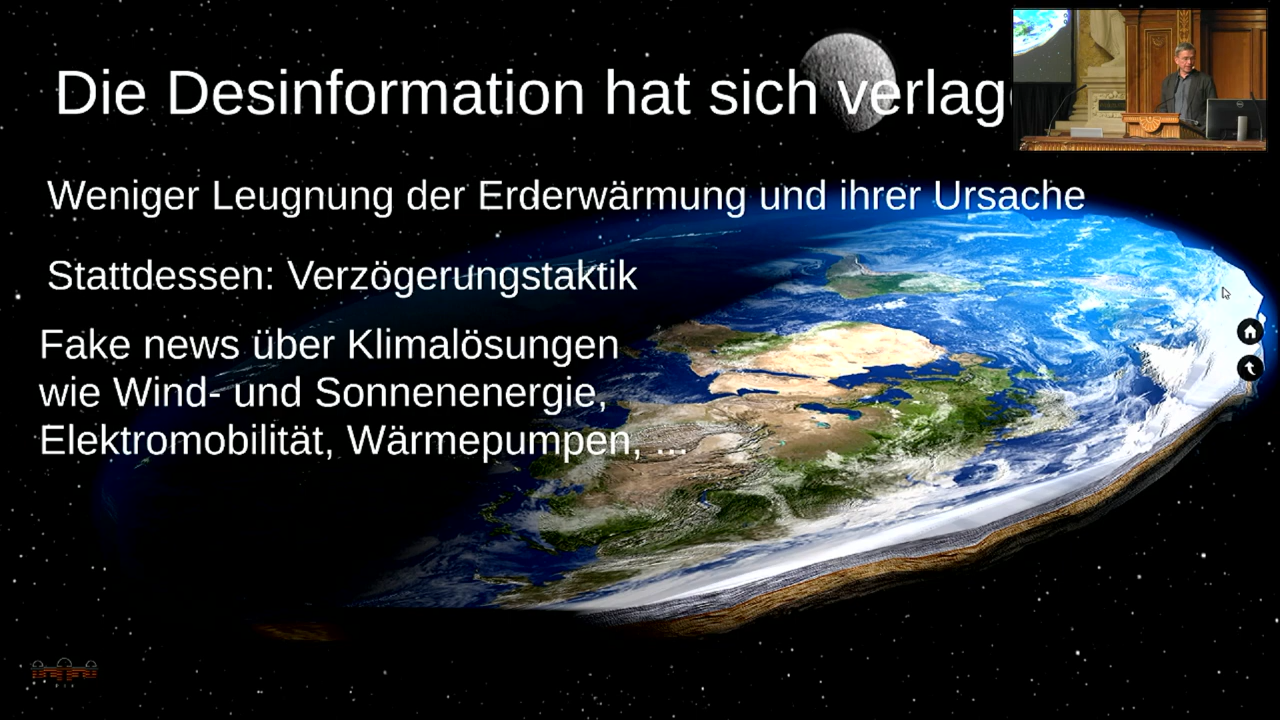 Die Desinformation hat sich verlag
Weniger Leugnung der Erderwärmung und ihrer Ursache
Stattdessen: Verzögerungstaktik
Fake news über Klimalösungen
wie Wind- und Sonnenenergie,
Elektromobilität, Wärmepumpen, ...